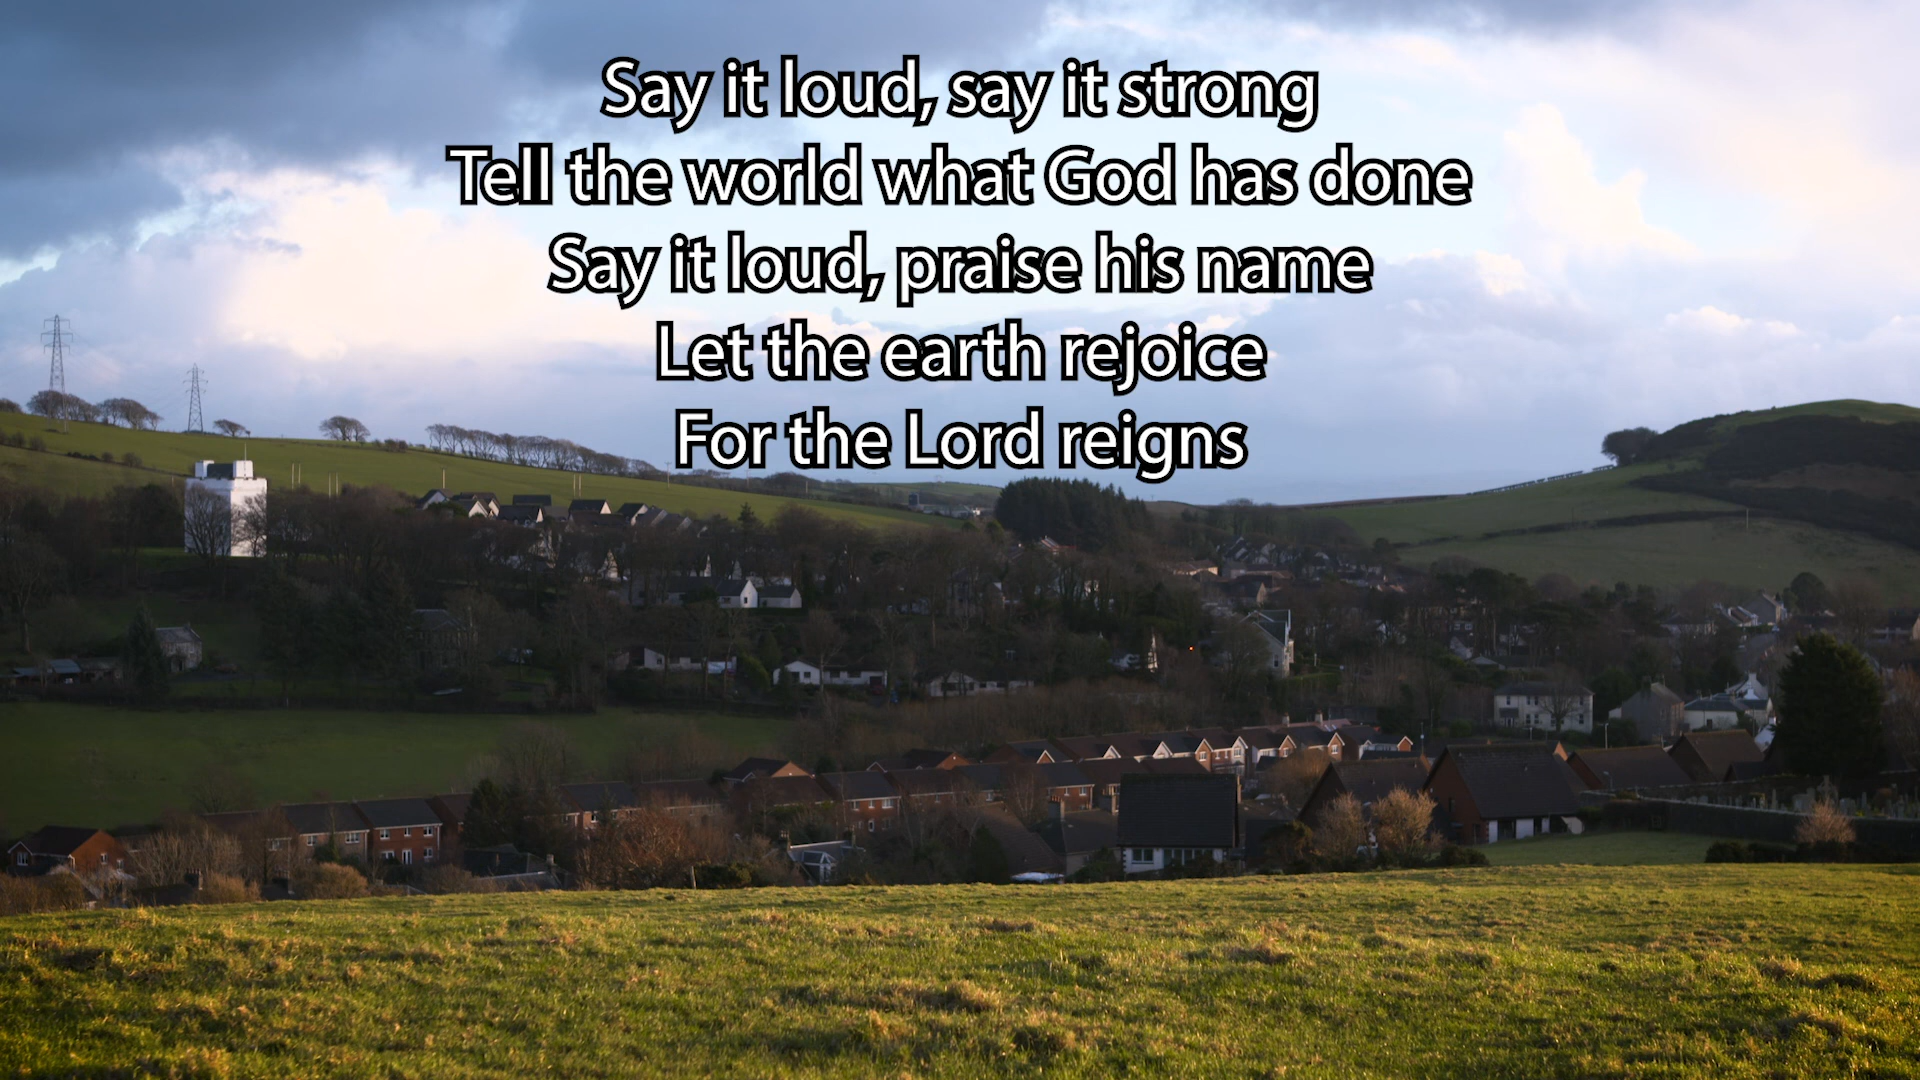 Say it loud, say it strong
Tell the world what God has done
Say it loud, praise his name
Let the earth rejoice
For the Lord reigns